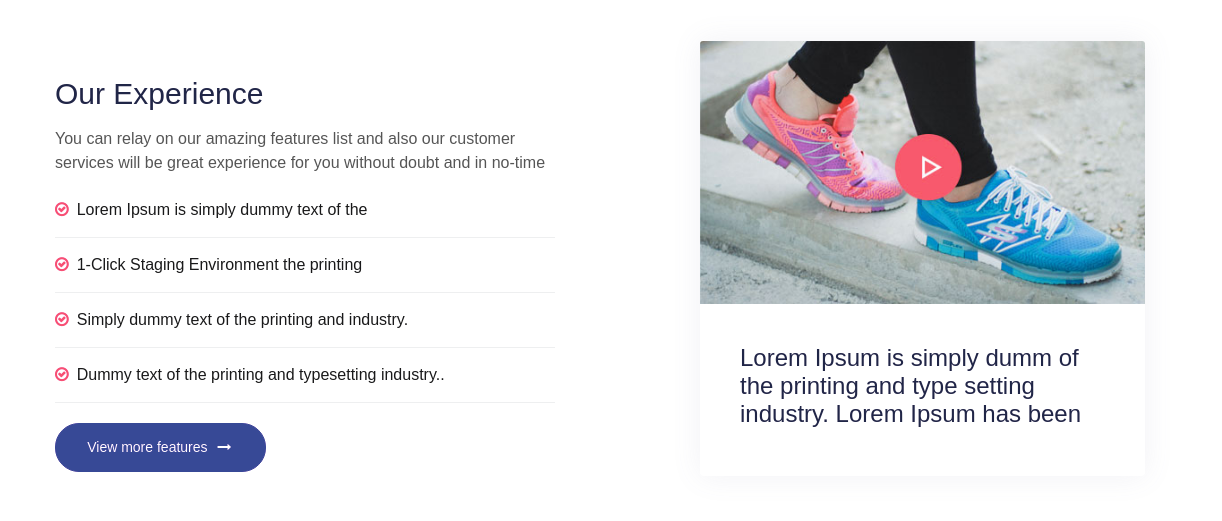 Our Experience
You can relay on our amazing features list and also our customer
services will be great experience for you without doubt and in no-time
Lorem Ipsum is simply dummy text of the
1-Click Staging Environment the printing
Simply dummy text of the printing and industry.
Dummy text of the printing and typesetting industry..
View more features
Lorem Ipsum is simply dumm of
the printing and type setting
industry. Lorem Ipsum has been